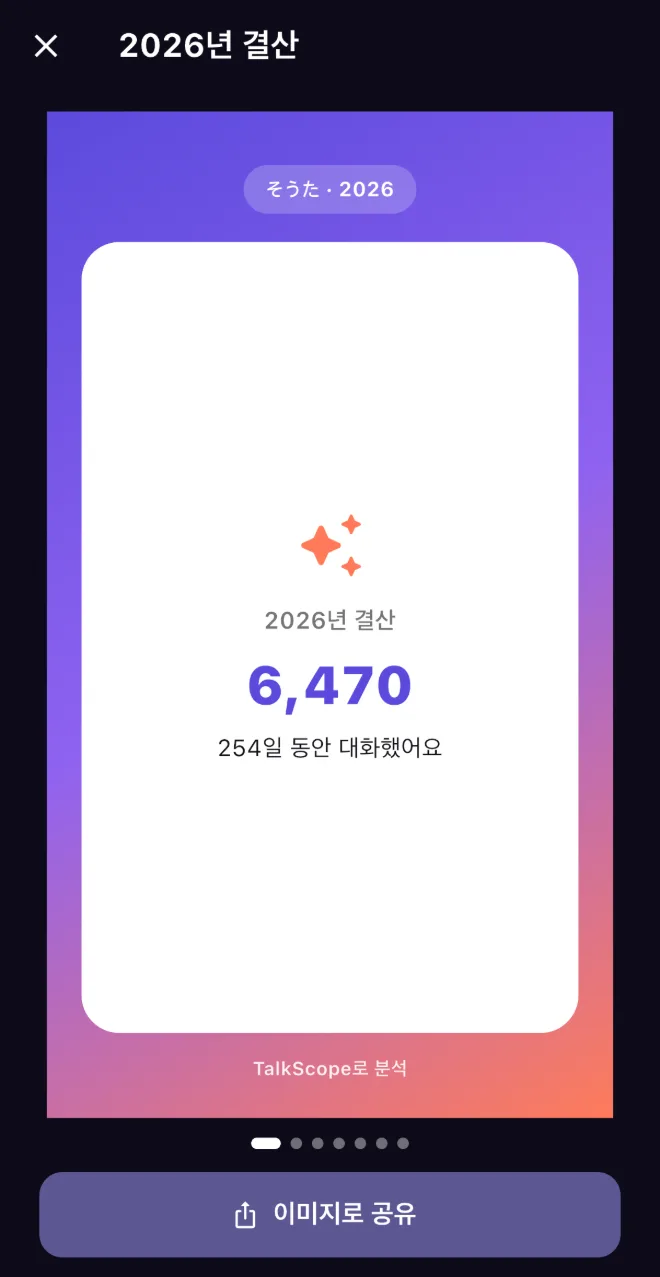 2026년 결산
そうた · 2026
2026년 결산
6,470
254일 동안 대화했어요
TalkScope로 분석
이미지로 공유